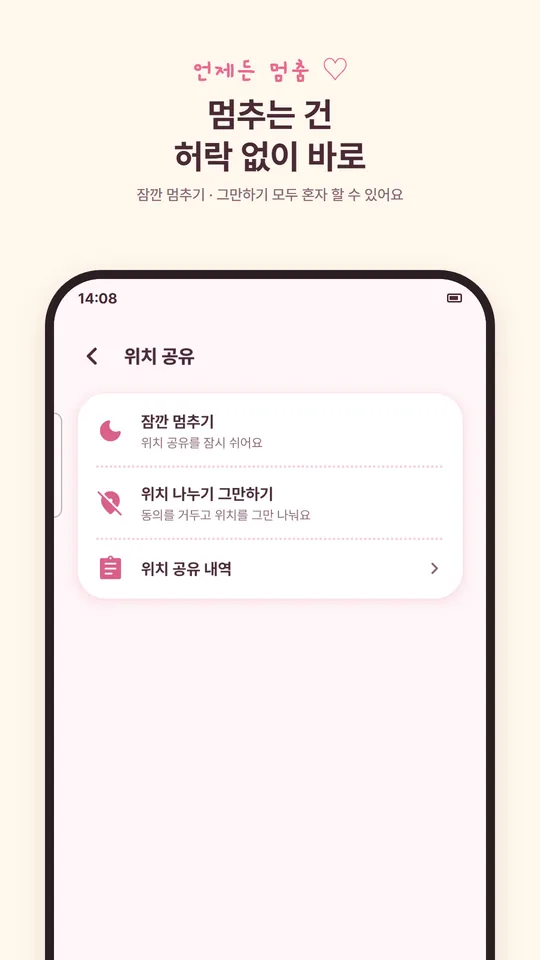 언제든 멈춤 ♡
멈추는 건
허락 없이 바로
잠깐 멈추기 · 그만하기 모두 혼자 할 수 있어요
14:08
위치 공유
잠깐 멈추기
위치 공유를 잠시 쉬어요
위치 나누기 그만하기
동의를 거두고 위치를 그만 나눠요
위치 공유 내역